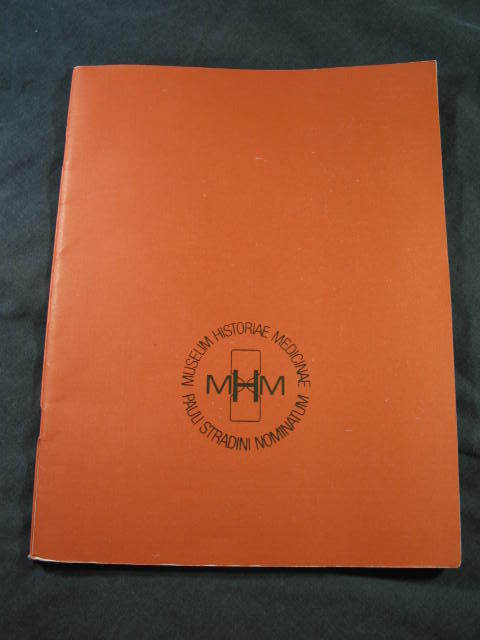 MUSEUM HISTORIAE MEDICINAE
MHM
PAULI STRADINI NOMINATUM